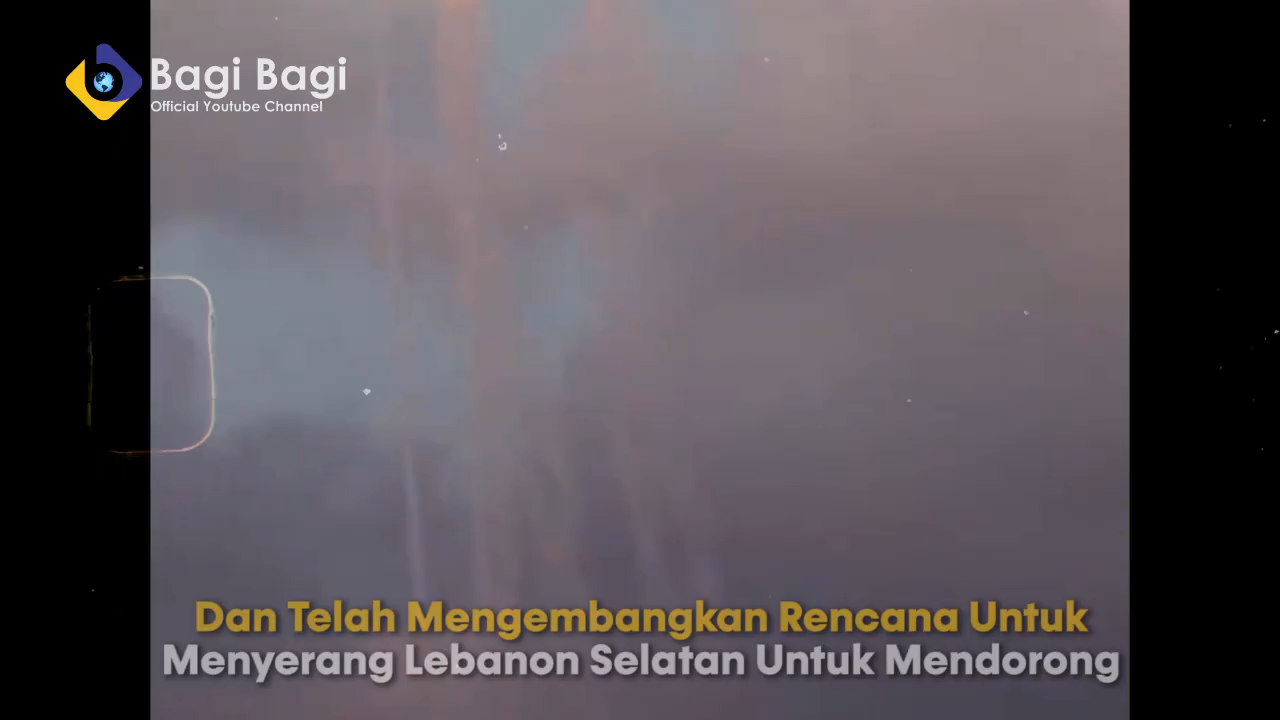 Bagi Bagi
Official Youtube Channel
Dan Telah Mengembangkan Rencana Untuk
Menyerang Lebanon Selatan Untuk Mendorong